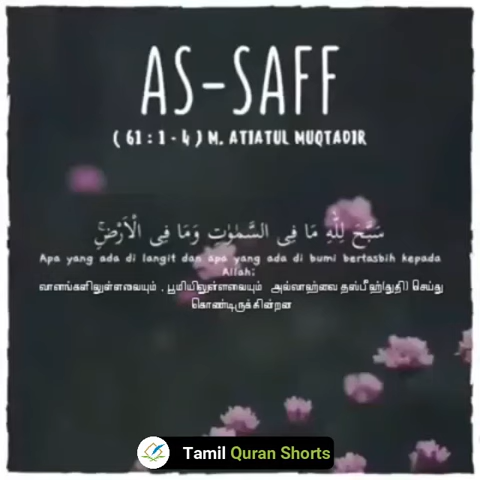 AS-SAFF
( 61 : 1 - 4 ) M. ATIATUL MUQTADIR
سَبَّحَ لِلّٰهِ مَا فِى السَّمٰوٰتِ وَمَا فِى الْاَرْضِۚ
Apa yang ada di langit dan apa yang ada di bumi bertasbih kepada
Allah;
வானங்களிலுள்ளவையும் , பூமியிலுள்ளவையும் அல்லாஹ்வை தஸ்பீஹ்(துதி) செய்து
கொண்டிருக்கின்றன
Tamil Quran Shorts